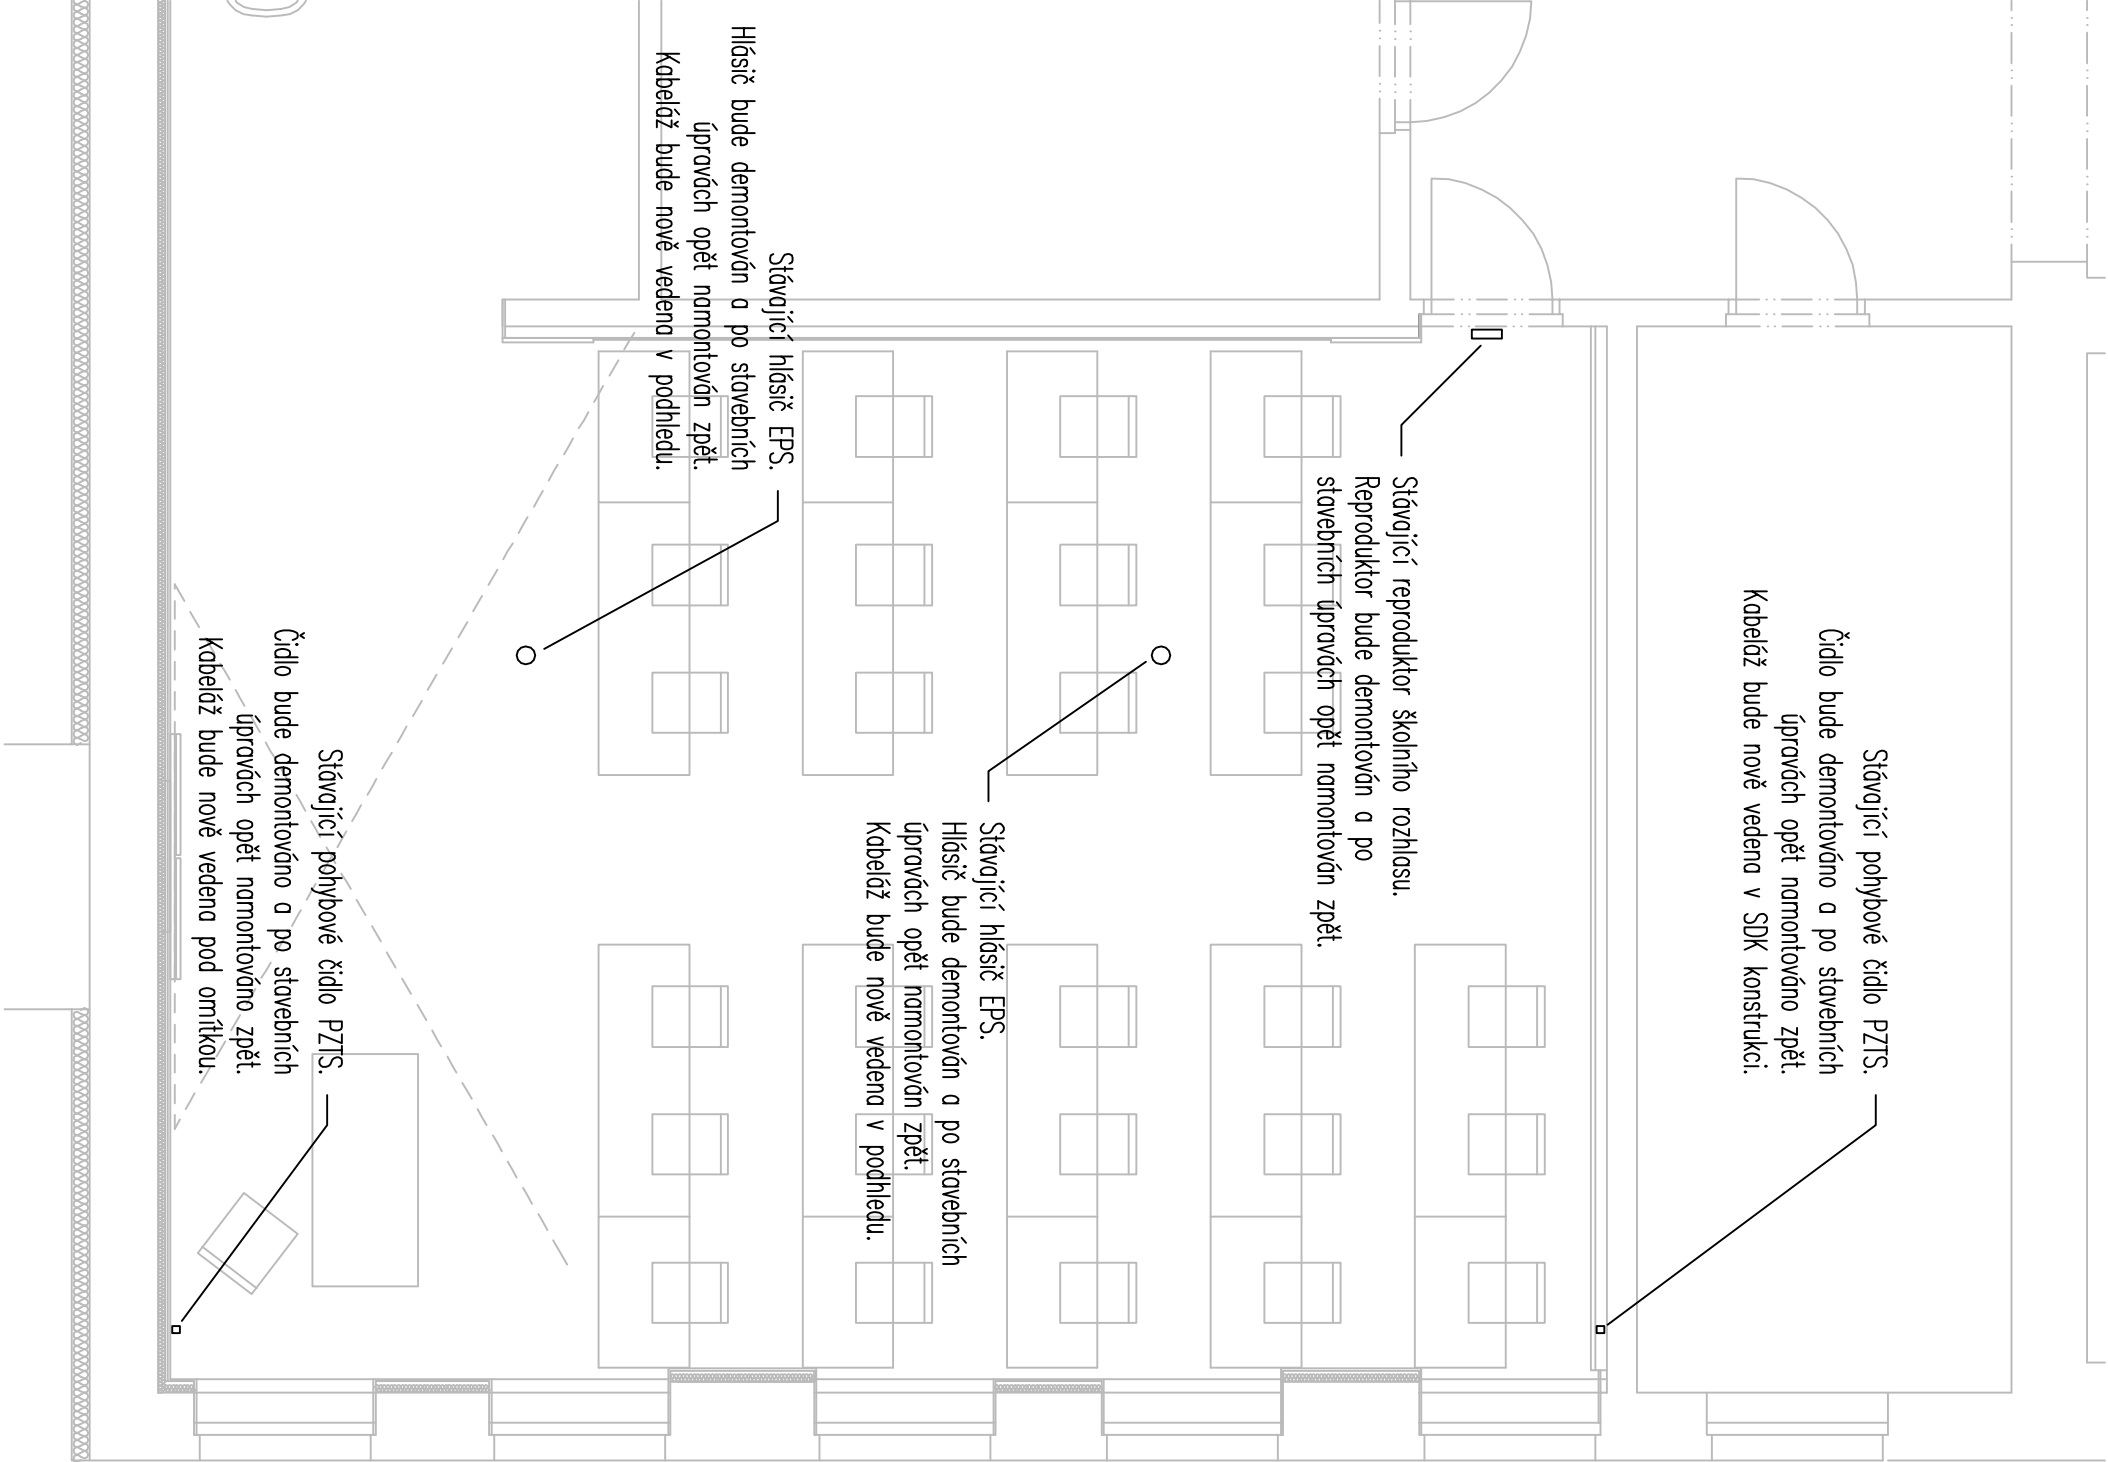 Stávající hlásič EPS.
Hlásič bude demontován a po stavebních
úpravách opět namontován zpět.
Kabeláž bude nově vedena v podhledu.
Stávající reproduktor školního rozhlasu.
Reproduktor bude demontován a po
stavebních úpravách opět namontován zpět.
Stávající pohybové čidlo PZTS.
Čidlo bude demontováno a po stavebních
úpravách opět namontováno zpět.
Kabeláž bude nově vedena v SDK konstrukci.
Stávající hlásič EPS.
Hlásič bude demontován a po stavebních
úpravách opět namontován zpět.
Kabeláž bude nově vedena v podhledu.
Stávající pohybové čidlo PZTS.
Čidlo bude demontováno a po stavebních
úpravách opět namontováno zpět.
Kabeláž bude nově vedena pod omítkou.